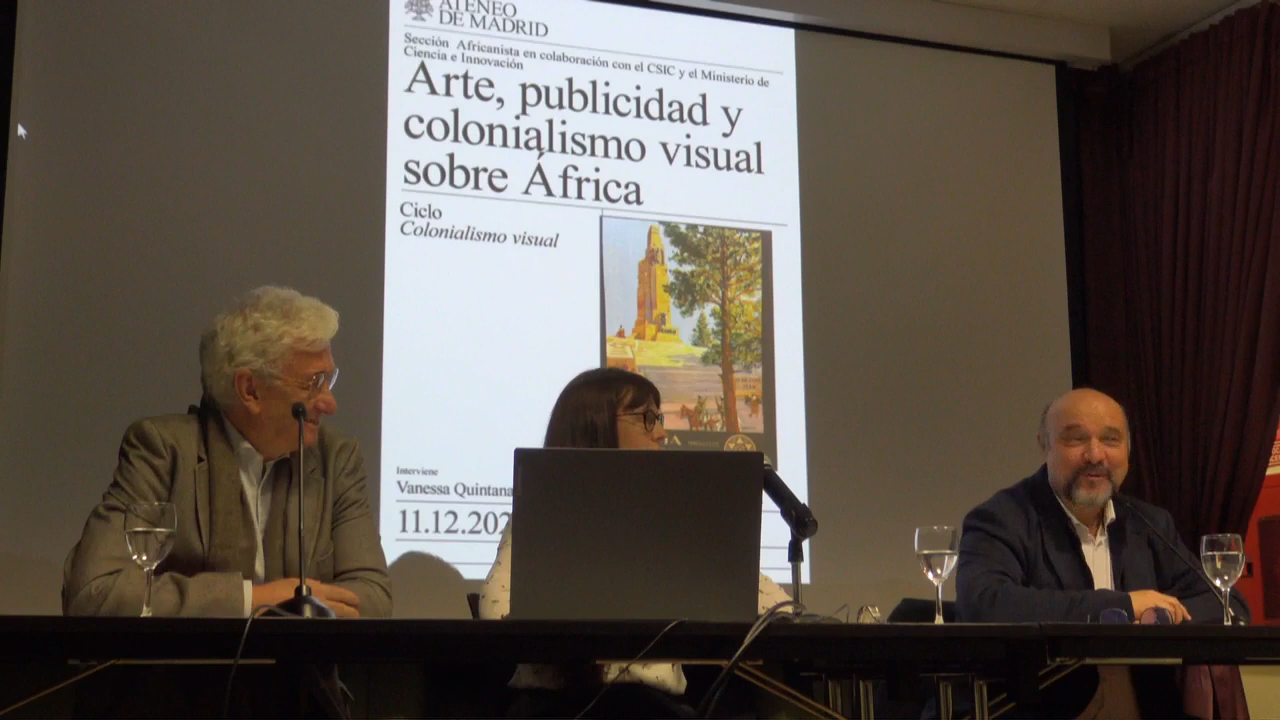 ATENEO
DE MADRID
Sección Africanista en colaboración con el CSIC y el Ministerio de
Ciencia e Innovación
Arte, publicidad y
colonialismo visual
sobre África
Ciclo
Colonialismo visual
Interviene
Vanessa Quintana
11.12.202